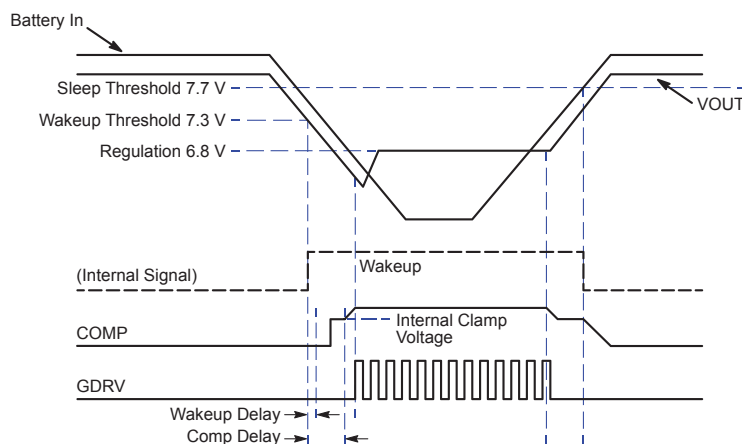 Battery In
Sleep Threshold 7.7 V
VOUT
Wakeup Threshold 7.3 V
Regulation 6.8 V
(Internal Signal)
Wakeup
COMP
Internal Clamp
Voltage
GDRV
Wakeup Delay
Comp Delay